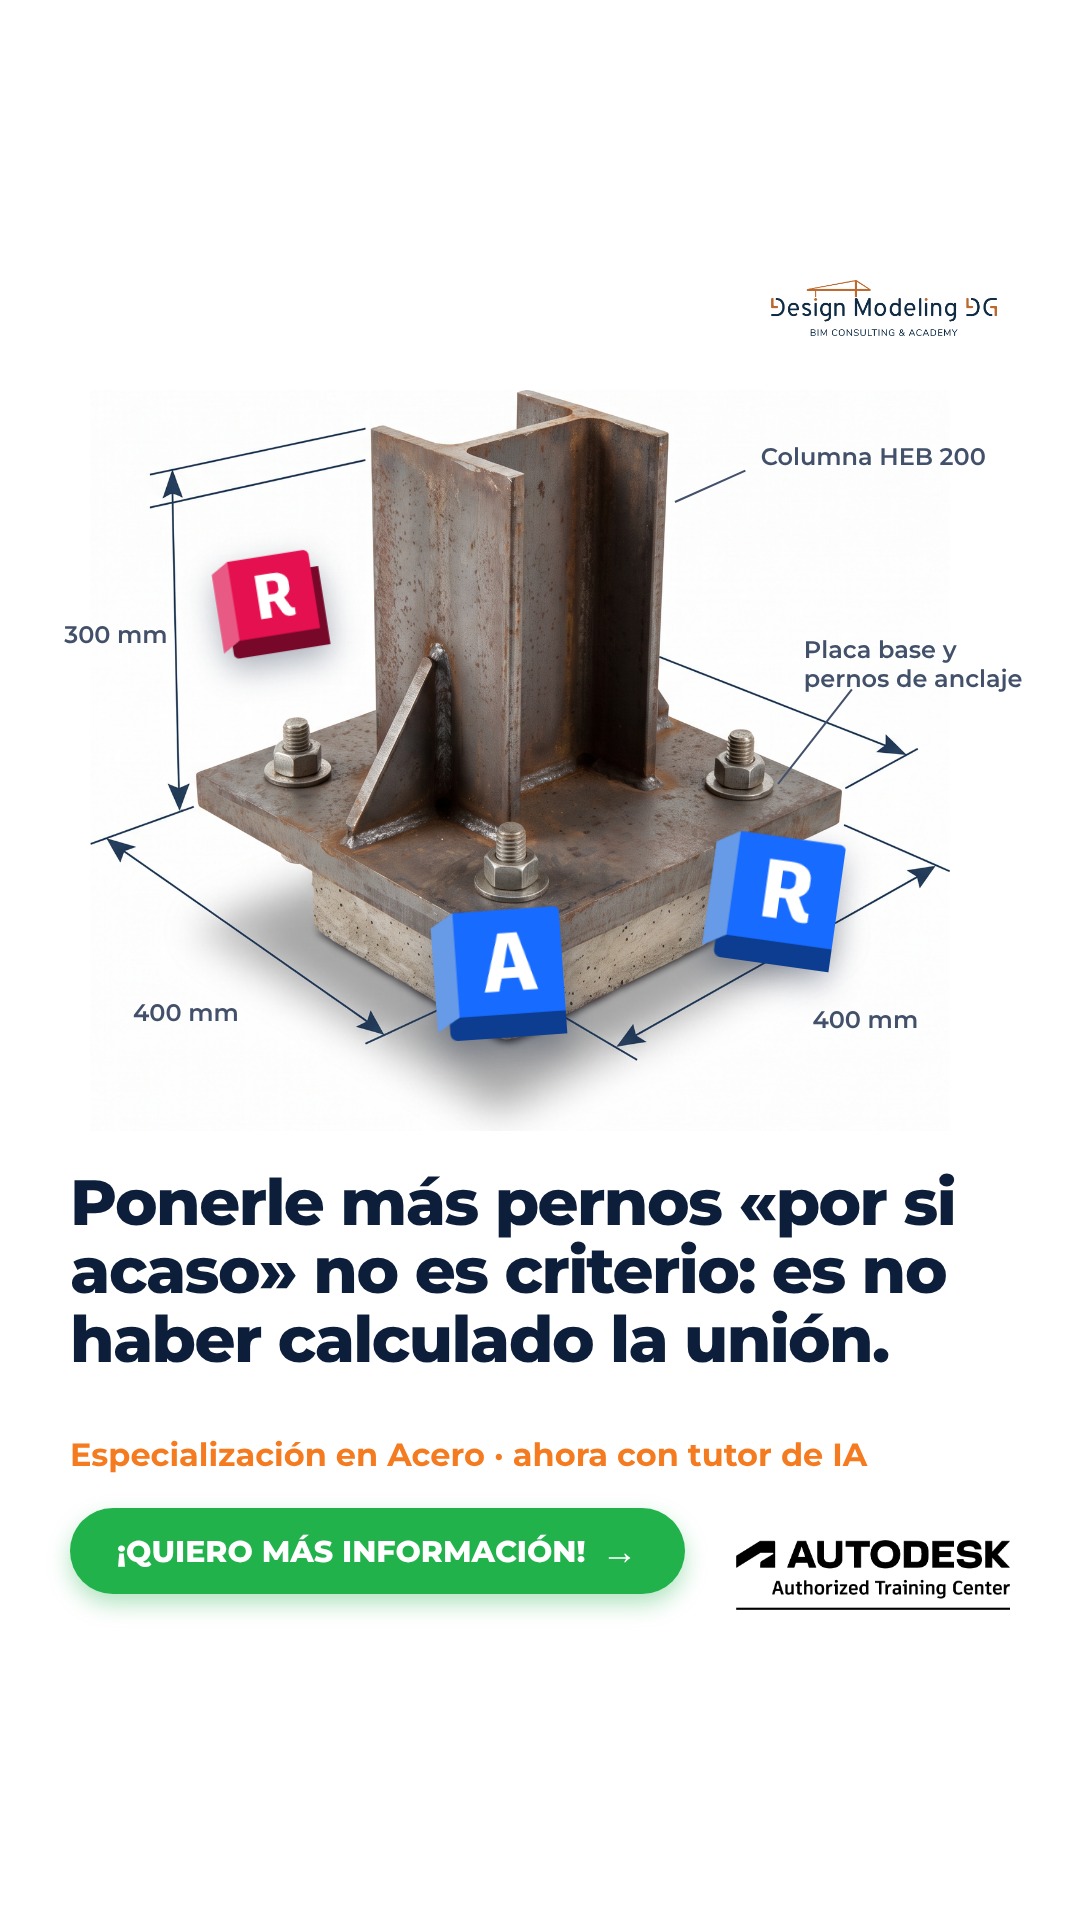 Design Modeling DG
BIM CONSULTING & ACADEMY
Columna HEB 200
R
300 mm
Placa base y
pernos de anclaje
R
A
400 mm
400 mm
Ponerle más pernos «por si
acaso» no es criterio: es no
haber calculado la unión.
Especialización en Acero · ahora con tutor de IA
¡QUIERO MÁS INFORMACIÓN! →
AUTODESK
Authorized Training Center